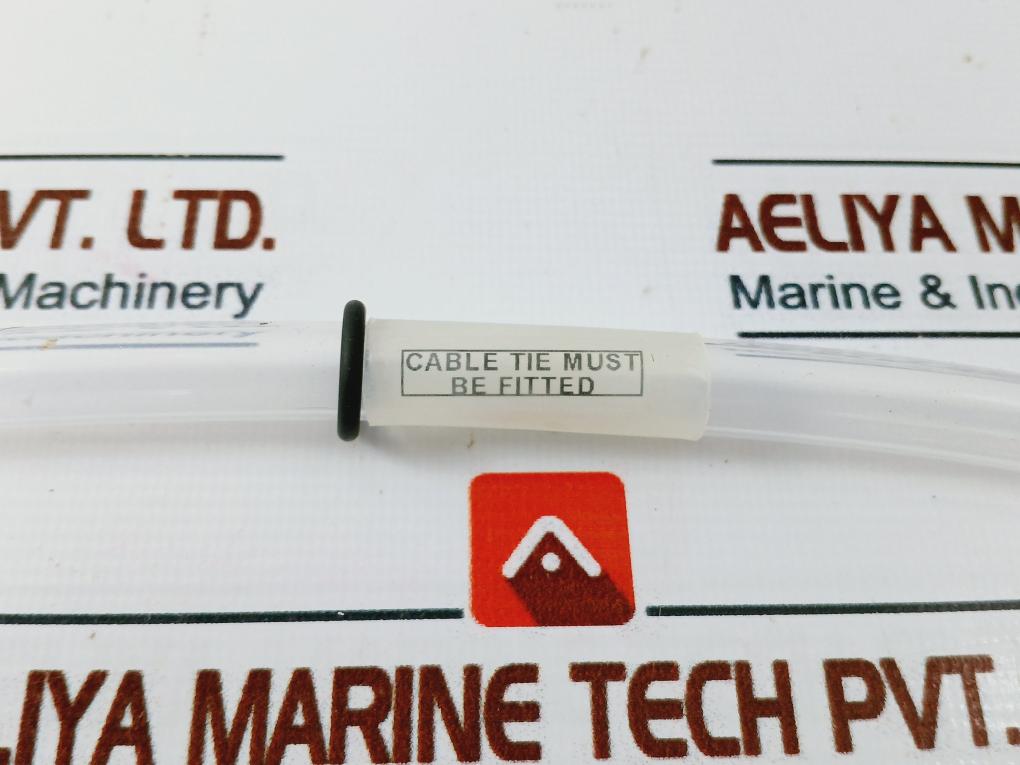 VT. LTD.
Machinery
AELIYA M
Marine & In
CABLE TIE MUST
BE FITTED
LIYA MARINE TECH PVT.